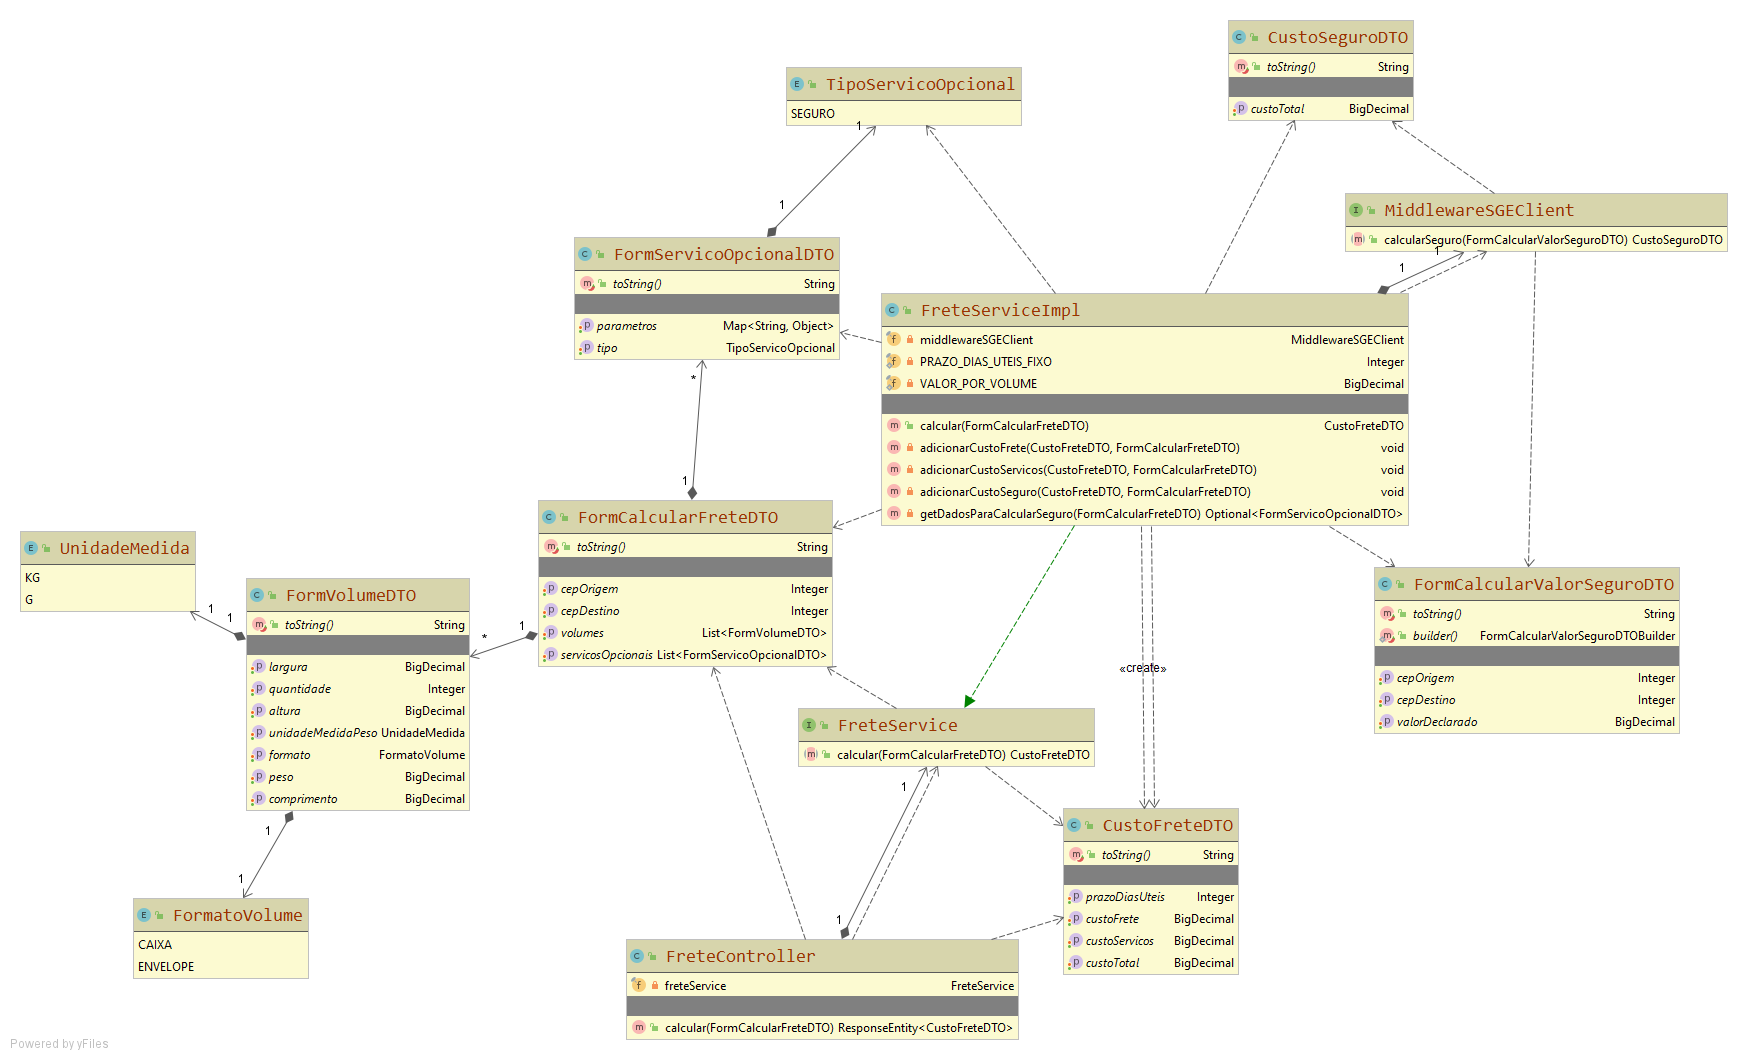 CustoSeguroDTO
toString() String
custoTotal BigDecimal
TipoServicoOpcional
SEGURO
1
1
MiddlewareSGEClient
calcularSeguro(FormCalcularValorSeguroDTO) CustoSeguroDTO
1
1
FormServicoOpcionalDTO
toString() String
parametros Map<String, Object>
tipo TipoServicoOpcional
*
1
FreteServiceImpl
middlewareSGEClient MiddlewareSGEClient
PRAZO_DIAS_UTEIS_FIXO Integer
VALOR_POR_VOLUME BigDecimal
calcular(FormCalcularFreteDTO) CustoFreteDTO
adicionarCustoFrete(CustoFreteDTO, FormCalcularFreteDTO) void
adicionarCustoServicos(CustoFreteDTO, FormCalcularFreteDTO) void
adicionarCustoSeguro(CustoFreteDTO, FormCalcularFreteDTO) void
getDadosParaCalcularSeguro(FormCalcularFreteDTO) Optional<FormServicoOpcionalDTO>
FormCalcularFreteDTO
toString() String
cepOrigem Integer
cepDestino Integer
volumes List<FormVolumeDTO>
servicosOpcionais List<FormServicoOpcionalDTO>
UnidadeMedida
KG
G
1
1
1
*
FormVolumeDTO
toString() String
largura BigDecimal
quantidade Integer
altura BigDecimal
unidadeMedidaPeso UnidadeMedida
formato FormatoVolume
peso BigDecimal
comprimento BigDecimal
1
1
FormCalcularValorSeguroDTO
toString() String
builder() FormCalcularValorSeguroDTOBuilder
cepOrigem Integer
cepDestino Integer
valorDeclarado BigDecimal
«create»
FreteService
calcular(FormCalcularFreteDTO) CustoFreteDTO
1
1
CustoFreteDTO
toString() String
prazoDiasUteis Integer
custoFrete BigDecimal
custoServicos BigDecimal
custoTotal BigDecimal
FormatoVolume
CAIXA
ENVELOPE
FreteController
freteService FreteService
calcular(FormCalcularFreteDTO) ResponseEntity<CustoFreteDTO>
Powered by yFiles